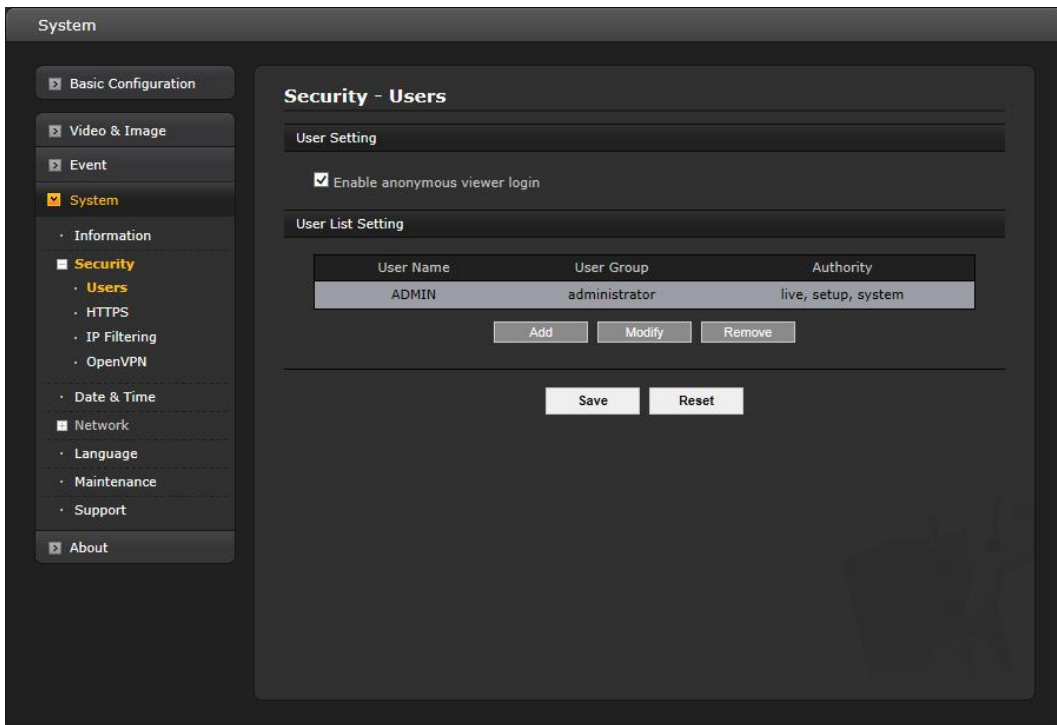 System
Basic Configuration
Video & Image
Event
System
Information
Security
Users
HTTPS
IP Filtering
OpenVPN
Date & Time
Network
Language
Maintenance
Support
About
Security - Users
User Setting
Enable anonymous viewer login
User List Setting
User Name User Group Authority
ADMIN administrator live, setup, system
Add Modify Remove
Save Reset